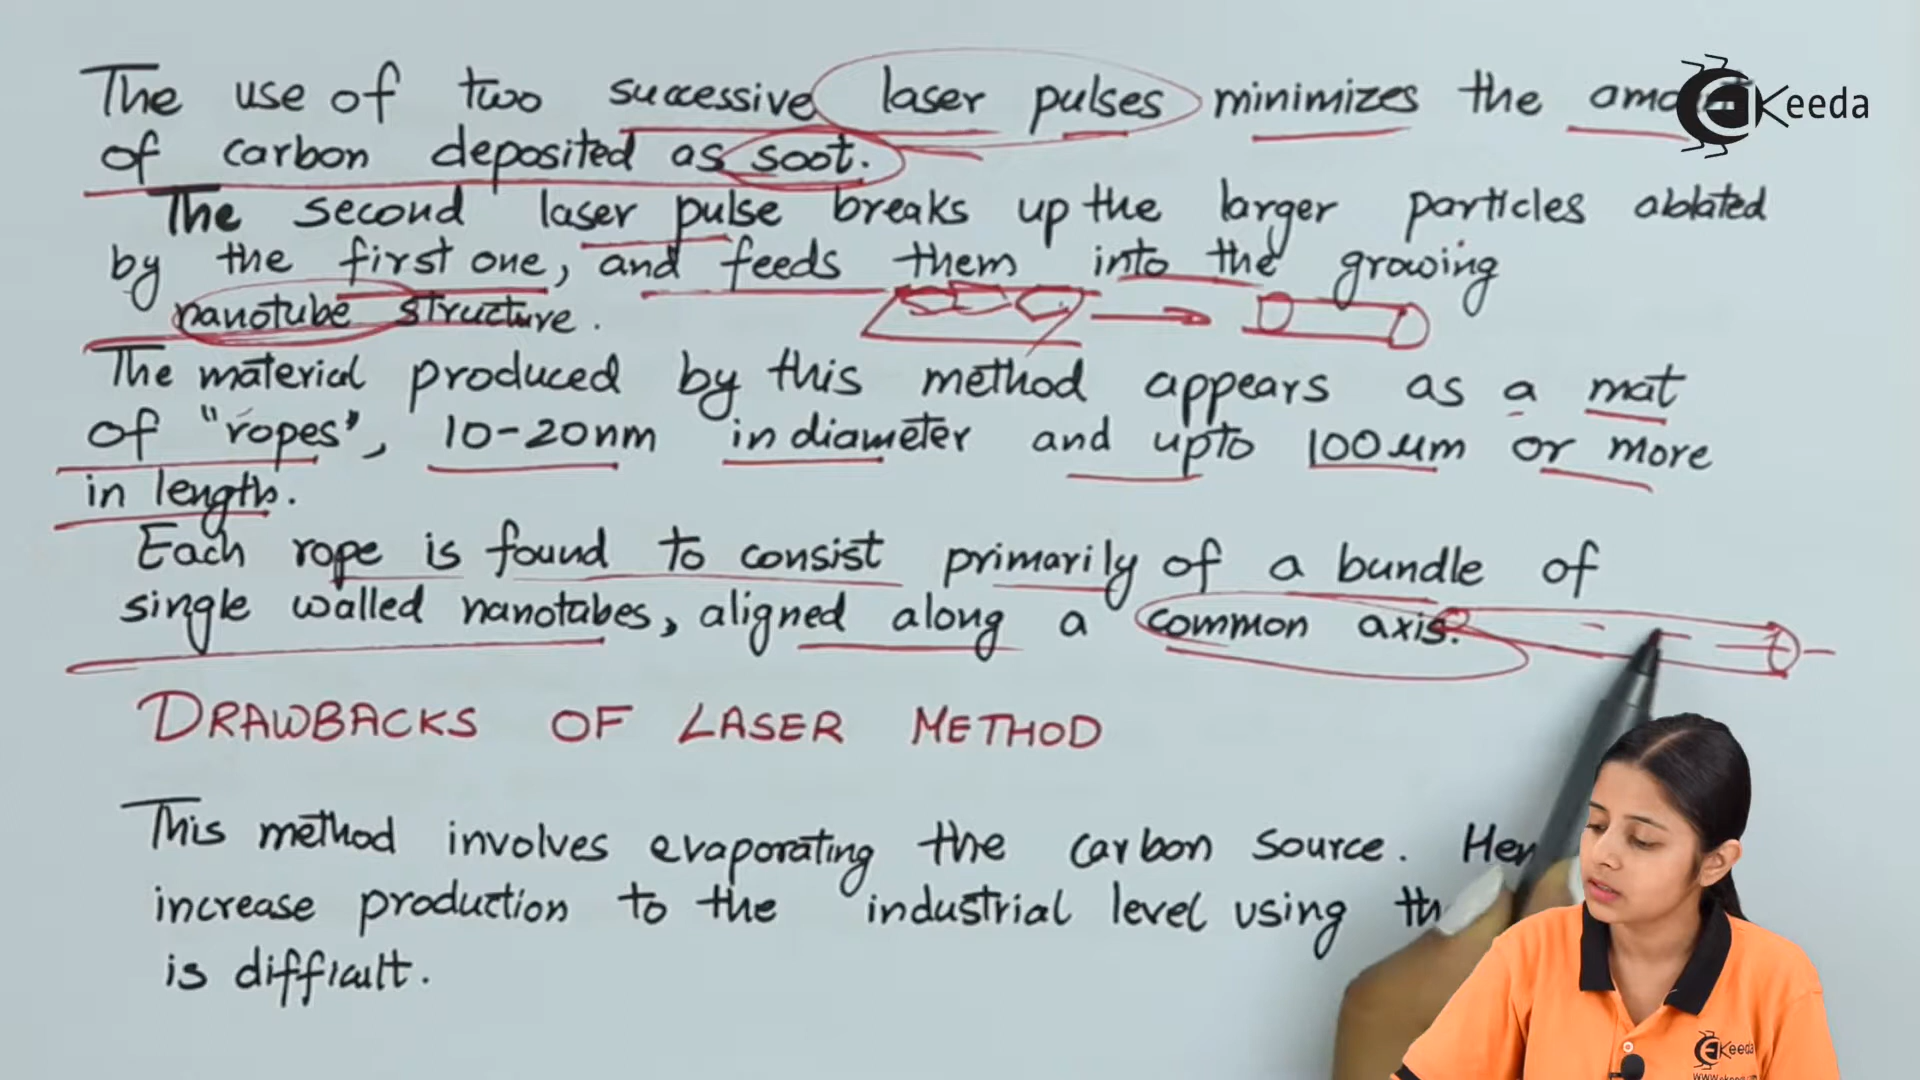 The use of two successive laser pulses minimizes the
of carbon deposited as soot.
The second laser pulse breaks up the larger particles ablated
by the first one, and feeds them into the growing
nanotube structure.
The material produced by this method appears as a mat
of "ropes", 10-20nm in diameter and upto 100 μm or more
in length.
Each rope is found to consist primarily of a bundle of
single walled nanotubes, aligned along a common axis.
DRAWBACKS OF LASER METHOD
This method involves evaporating the carbon source.
increase production to the industrial level using
is difficult.
EKeeda
EKeeda